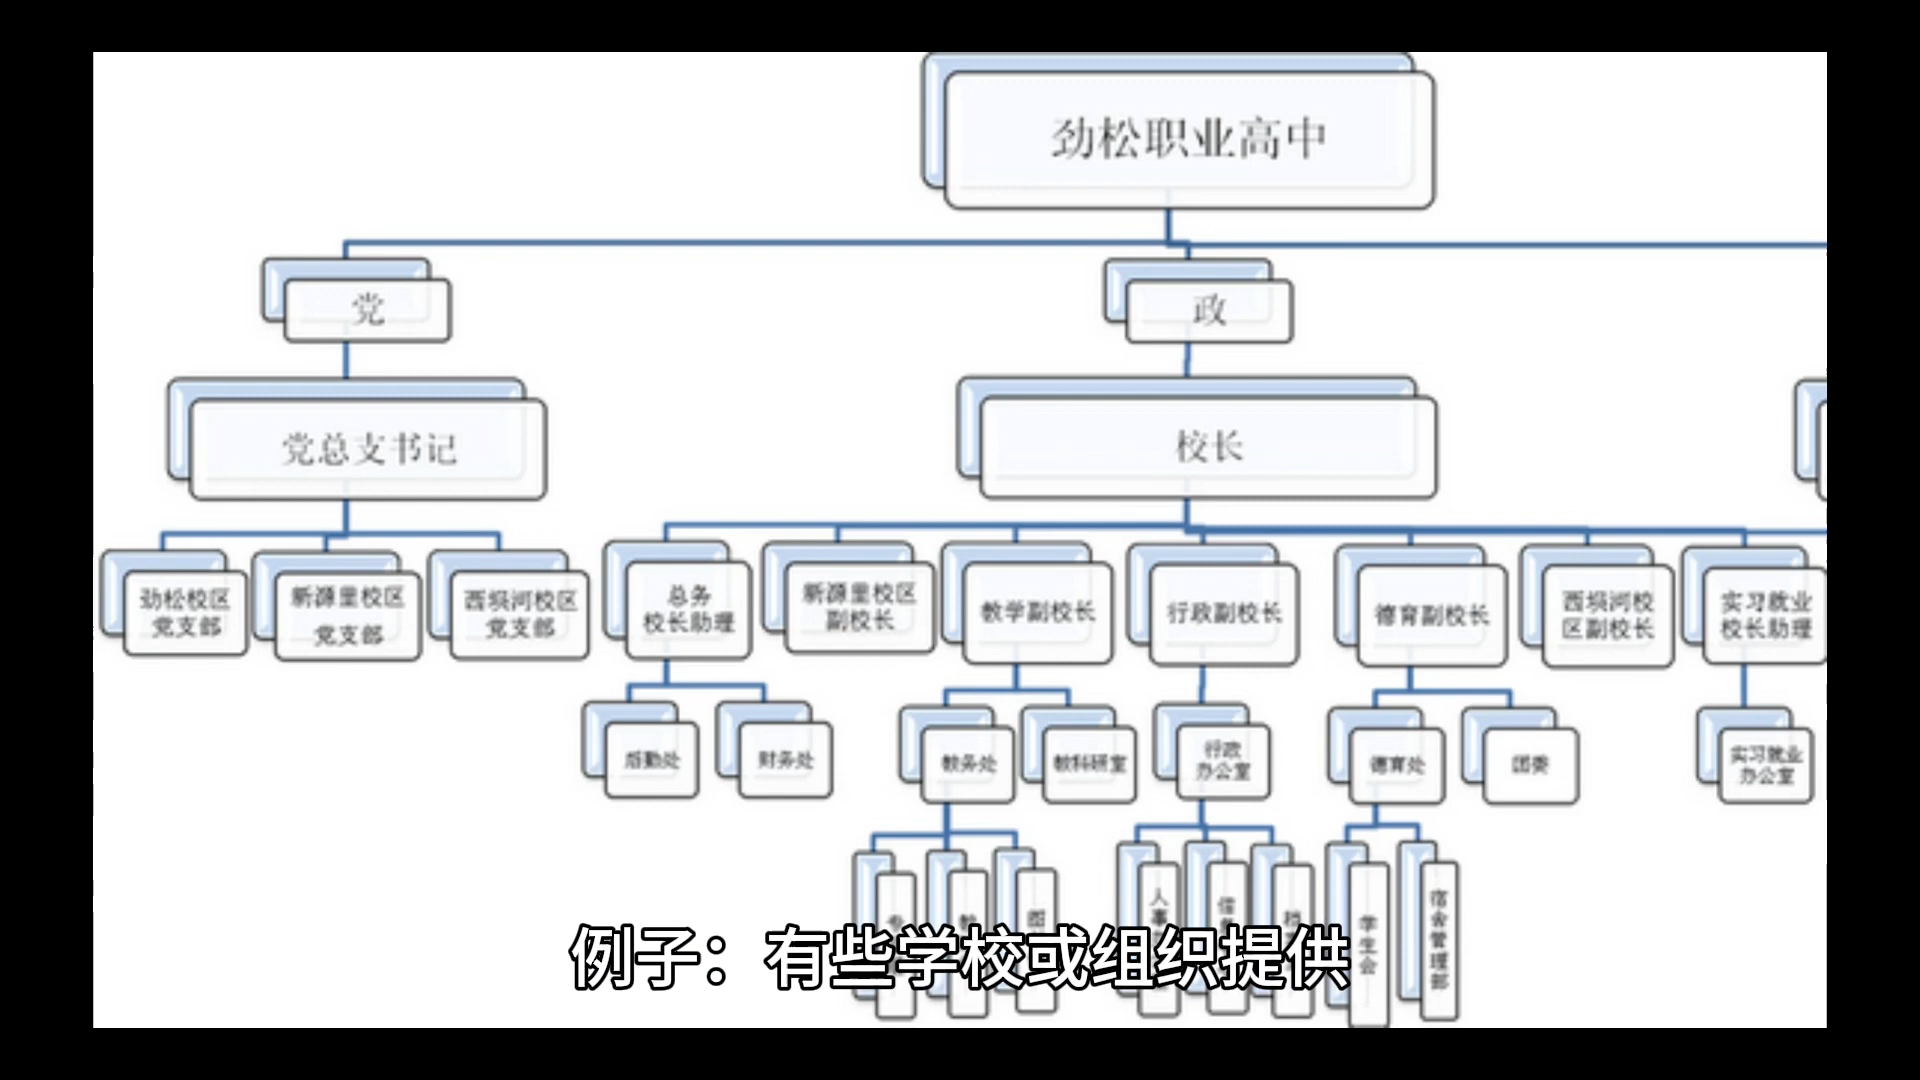 劲松职业高中
党
政
党总支书记
校长
劲松校区
党支部
新源里校区
党支部
西坝河校区
党支部
总务
校长助理
新源里校区
副校长
教学副校长
行政副校长
德育副校长
西坝河校
区副校长
实习就业
校长助理
后勤处
财务处
教务处
教科研室
行政
办公室
德育处
团委
实习就业
办公室
人事
学生会
宿舍管理部
例子：有些学校或组织提供